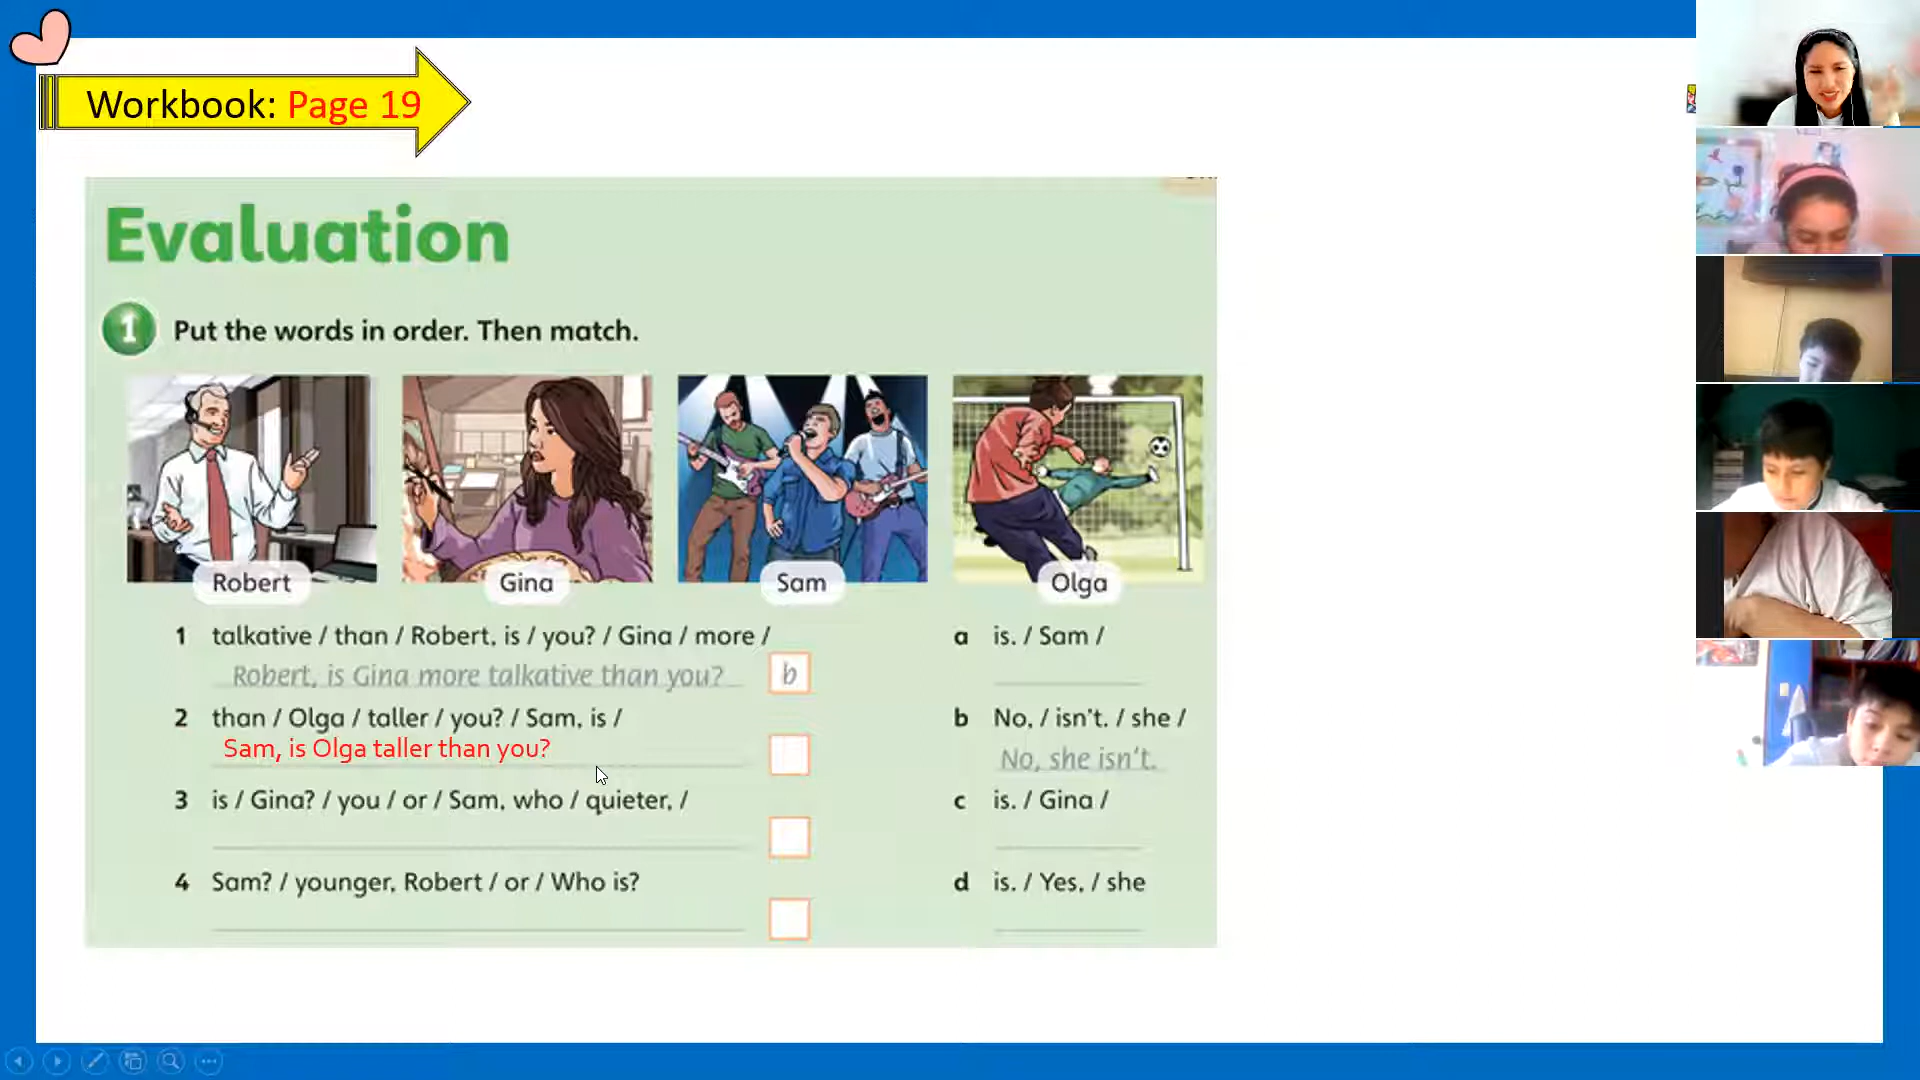 Workbook: Page 19
Evaluation
1 Put the words in order. Then match.
Robert
Gina
Sam
Olga
1 talkative / than / Robert, is / you? / Gina / more /
Robert, is Gina more talkative than you? b
2 than / Olga / taller / you? / Sam, is /
Sam, is Olga taller than you?
3 is / Gina? / you / or / Sam, who / quieter, /
4 Sam? / younger, Robert / or / Who is?
a is. / Sam /
b No, / isn't. / she /
No, she isn't.
c is. / Gina /
d is. / Yes, / she